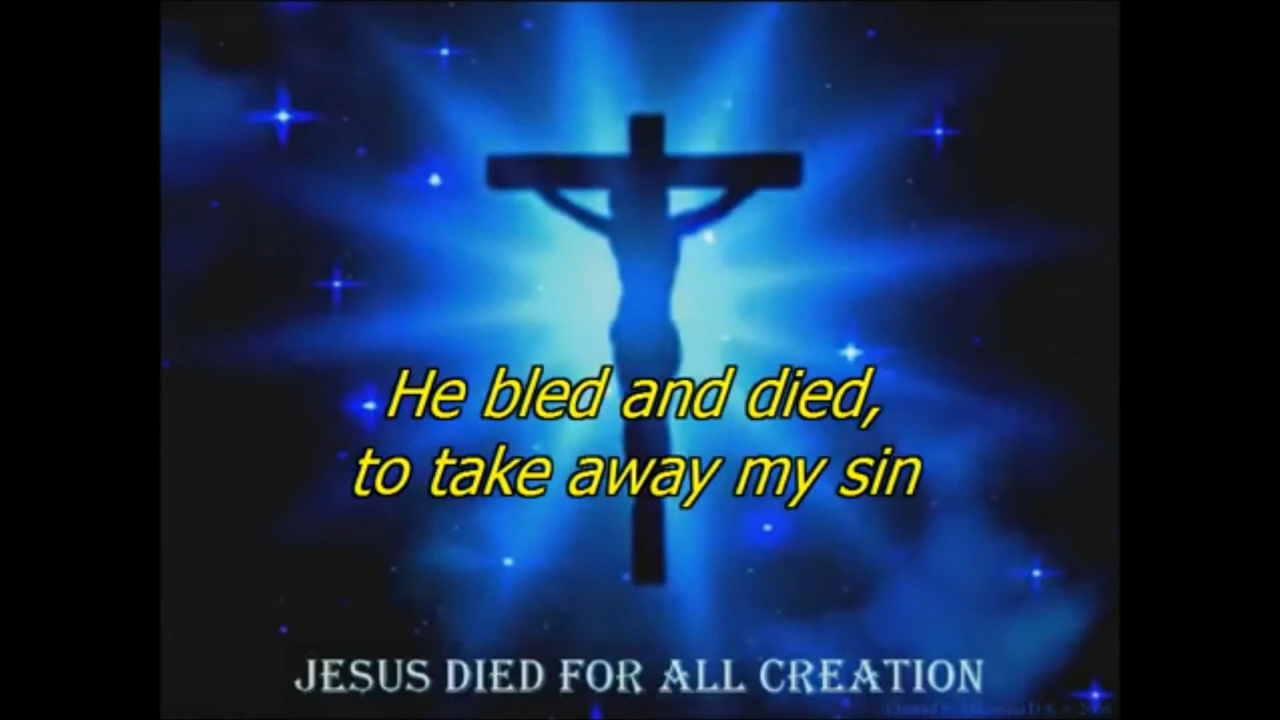 He bled and died,
to take away my sin
JESUS DIED FOR ALL CREATION